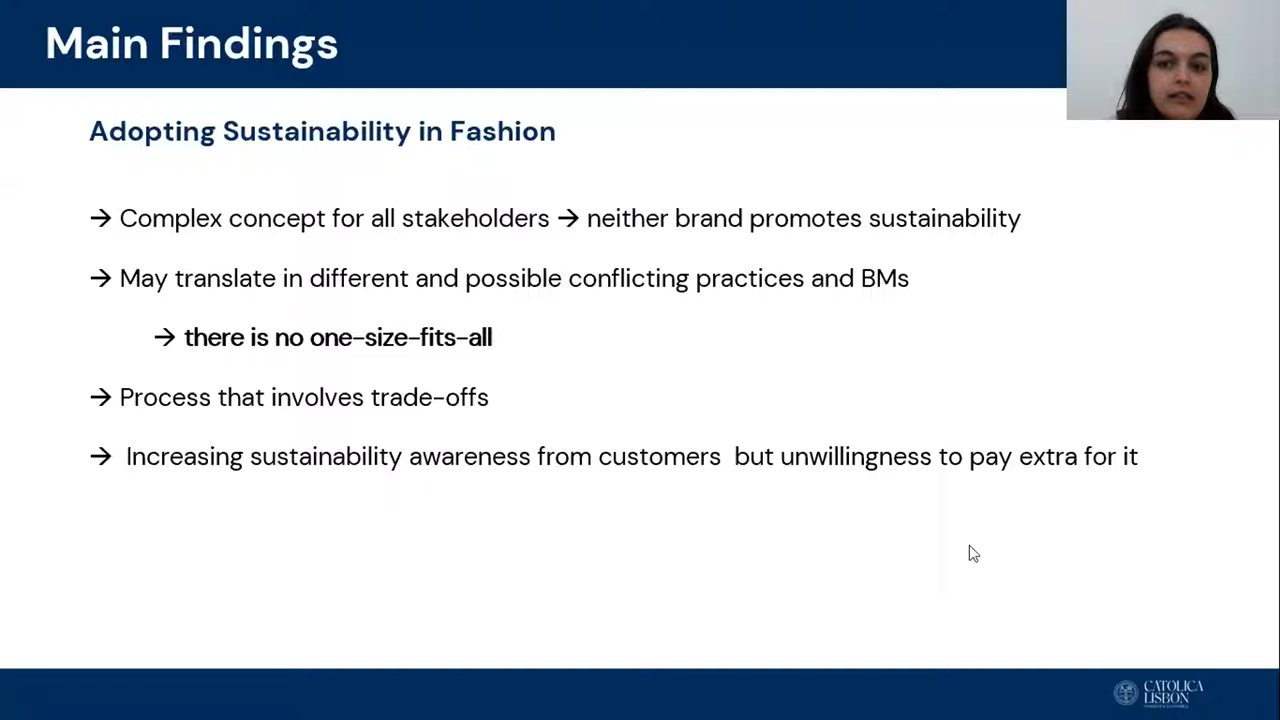 Main Findings
Adopting Sustainability in Fashion
→ Complex concept for all stakeholders → neither brand promotes sustainability
→ May translate in different and possible conflicting practices and BMs
→ there is no one-size-fits-all
→ Process that involves trade-offs
→ Increasing sustainability awareness from customers but unwillingness to pay extra for it
CATOLICA
LISBON